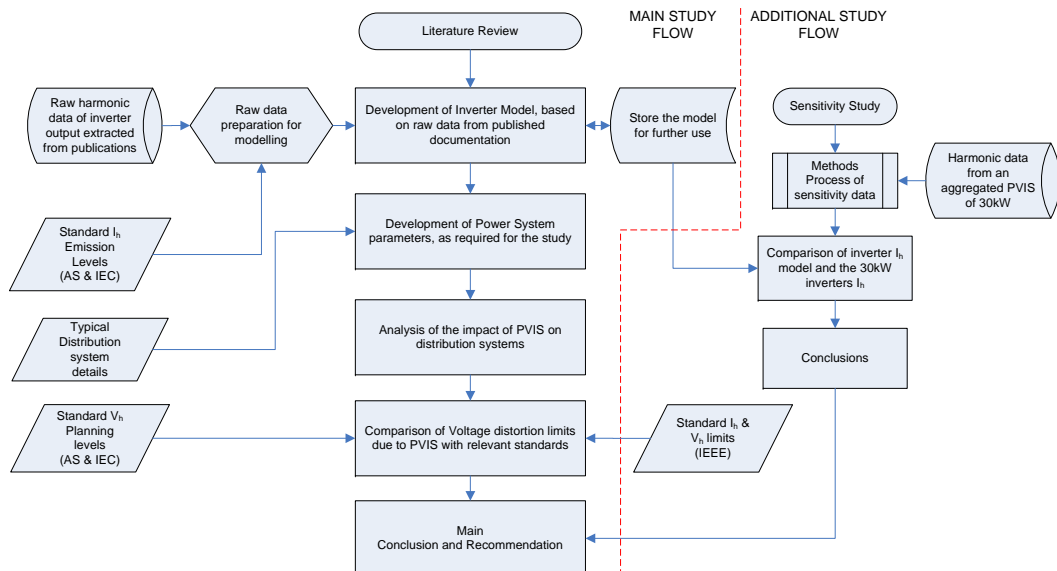 MAIN STUDY
FLOW
ADDITIONAL STUDY
FLOW
Literature Review
Raw harmonic
data of inverter
output extracted
from publications
Raw data
preparation for
modelling
Development of Inverter Model, based
on raw data from published
documentation
Store the model
for further use
Sensitivity Study
Methods
Process of
sensitivity data
Harmonic data
from an
aggregated PVIS
of 30kW
Standard Ih
Emission
Levels
(AS & IEC)
Development of Power System
parameters, as required for the study
Comparison of inverter Ih
model and the 30kW
inverters Ih
Typical
Distribution
system
details
Analysis of the impact of PVIS on
distribution systems
Conclusions
Standard Vh
Planning
levels
(AS & IEC)
Comparison of Voltage distortion limits
due to PVIS with relevant standards
Standard Ih &
Vh limits
(IEEE)
Main
Conclusion and Recommendation